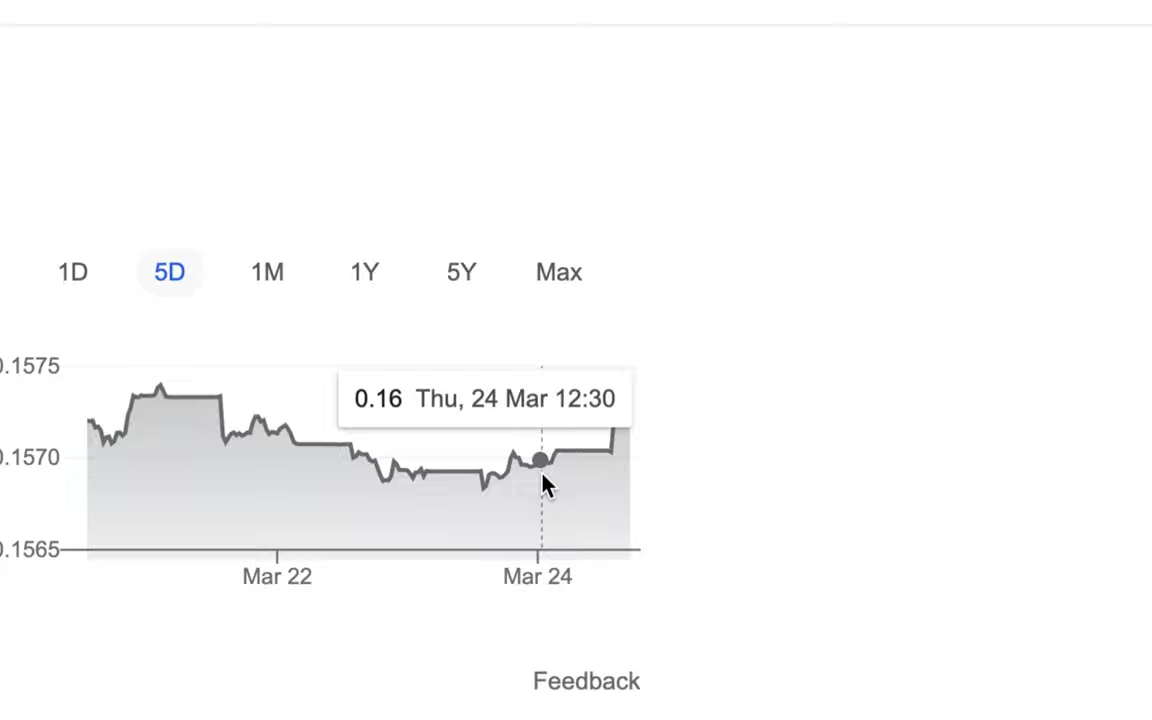 1D 5D 1M 1Y 5Y Max
0.1575
0.16 Thu, 24 Mar 12:30
0.1570
0.1565
Mar 22 Mar 24
Feedback